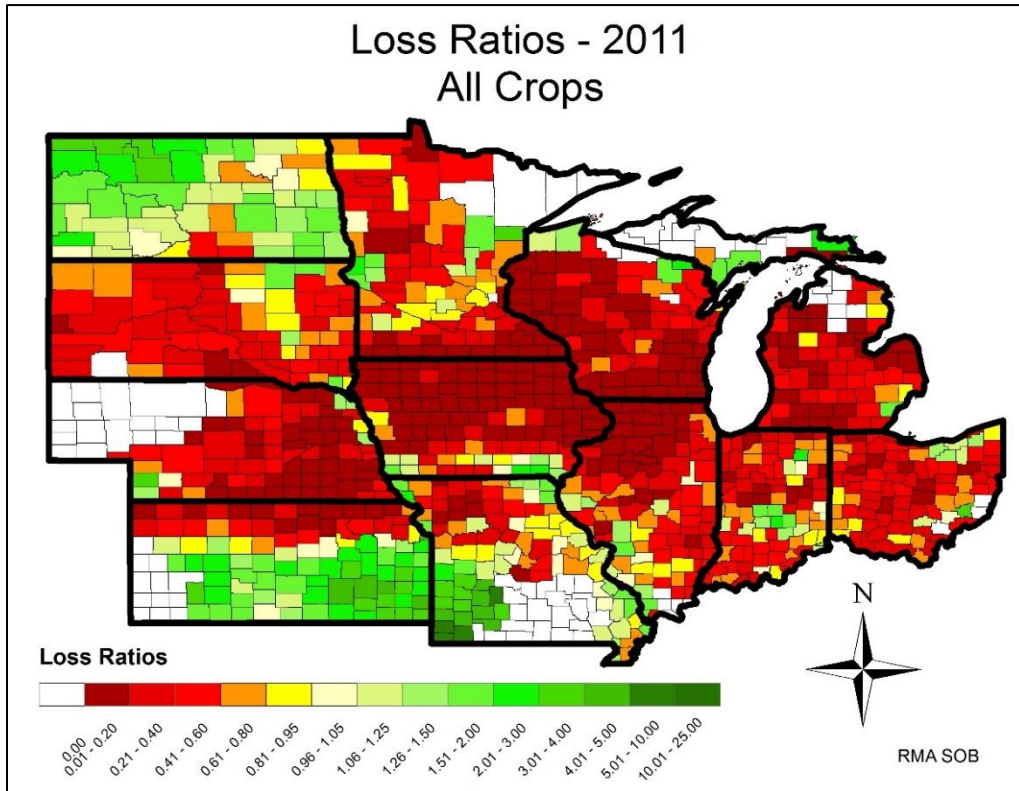 Loss Ratios - 2011
All Crops
N
Loss Ratios
0.00
0.01 - 0.20
0.21 - 0.40
0.41 - 0.60
0.61 - 0.80
0.81 - 0.95
0.96 - 1.05
1.06 - 1.25
1.26 - 1.50
1.51 - 2.00
2.01 - 3.00
3.01 - 4.00
4.01 - 5.00
5.01 - 10.00
10.01 - 25.00
RMA SOB